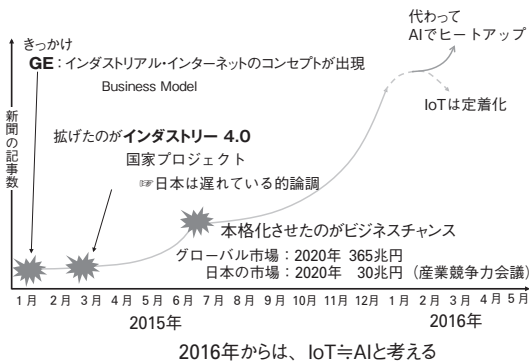 きっかけ
GE：インダストリアル・インターネットのコンセプトが出現
Business Model
代わって
AIでヒートアップ
IoTは定着化
新聞の記事数
拡げたのがインダストリー 4.0
国家プロジェクト
☞日本は遅れている的論調
本格化させたのがビジネスチャンス
グローバル市場：2020年 365兆円
日本の市場：2020年 30兆円（産業競争力会議）
1月 2月 3月 4月 5月 6月 7月 8月 9月 10月 11月 12月 1月 2月 3月 4月 5月
2015年 2016年
2016年からは、IoT≒AIと考える